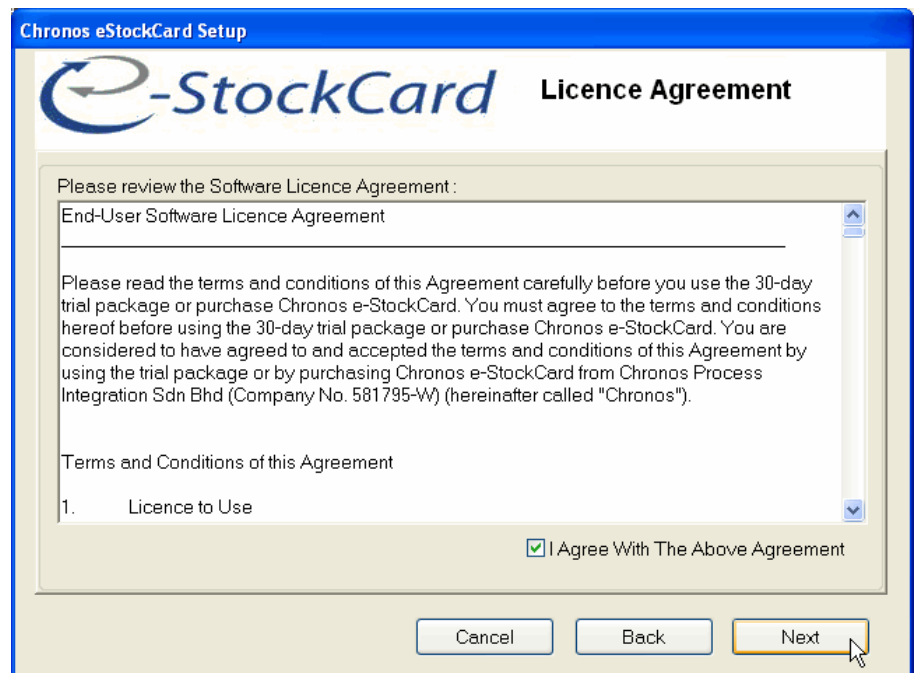 Chronos eStockCard Setup
e-StockCard
Licence Agreement
Please review the Software Licence Agreement :
End-User Software Licence Agreement
Please read the terms and conditions of this Agreement carefully before you use the 30-day
trial package or purchase Chronos e-StockCard. You must agree to the terms and conditions
hereof before using the 30-day trial package or purchase Chronos e-StockCard. You are
considered to have agreed to and accepted the terms and conditions of this Agreement by
using the trial package or by purchasing Chronos e-StockCard from Chronos Process
Integration Sdn Bhd (Company No. 581795-W) (hereinafter called "Chronos").
Terms and Conditions of this Agreement
1. Licence to Use
I Agree With The Above Agreement
Cancel Back Next